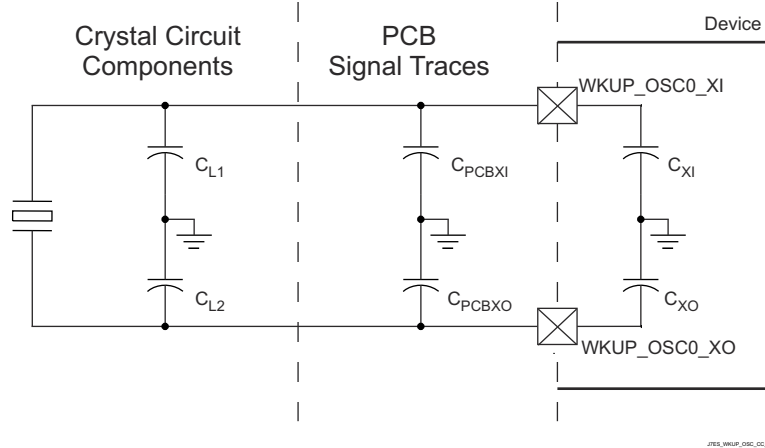 Crystal Circuit
Components
PCB
Signal Traces
Device
WKUP_OSC0_XI
CL1
CPCBXI
CXI
CL2
CPCBXO
CXO
WKUP_OSC0_XO
J7ES_WKUP_OSC_CC